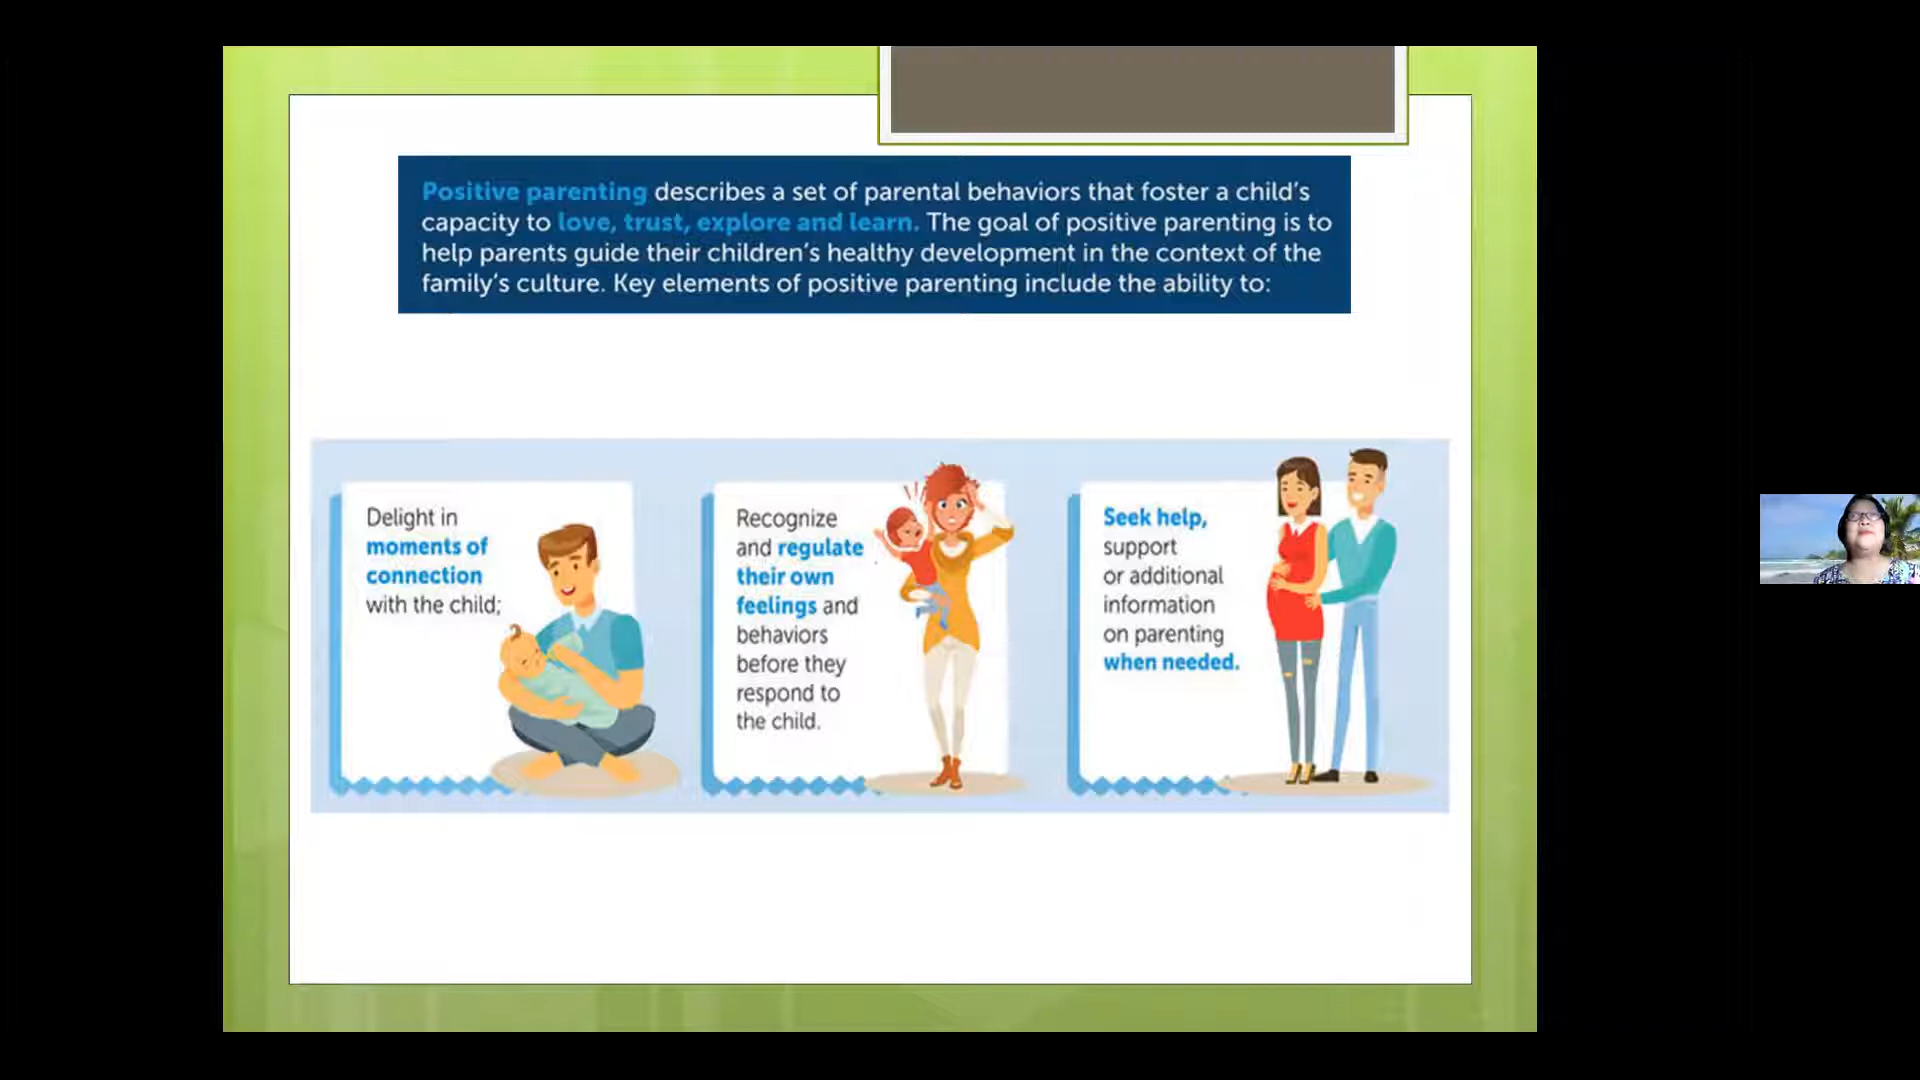 Positive parenting describes a set of parental behaviors that foster a child's
capacity to love, trust, explore and learn. The goal of positive parenting is to
help parents guide their children's healthy development in the context of the
family's culture. Key elements of positive parenting include the ability to:
Delight in
moments of
connection
with the child;
Recognize
and regulate
their own
feelings and
behaviors
before they
respond to
the child.
Seek help,
support
or additional
information
on parenting
when needed.